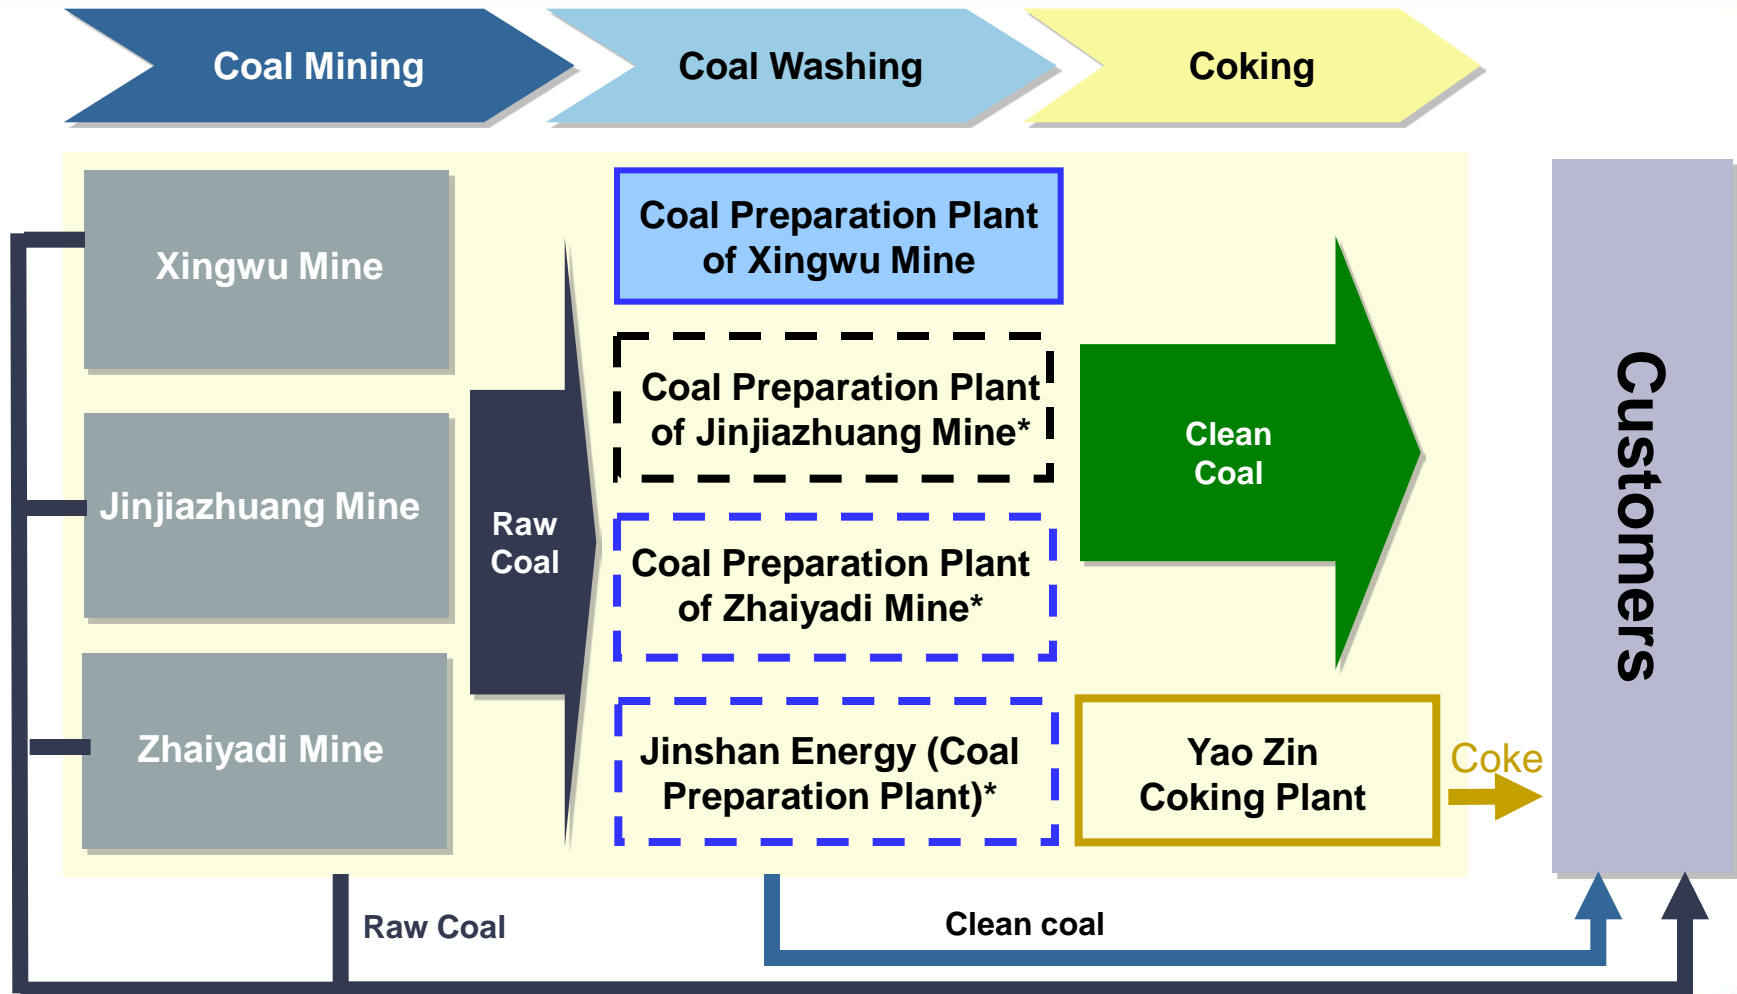 Coal Mining
Coal Washing
Coking
Xingwu Mine
Jinjiazhuang Mine
Zhaiyadi Mine
Raw
Coal
Coal Preparation Plant
of Xingwu Mine
Coal Preparation Plant
of Jinjiazhuang Mine*
Coal Preparation Plant
of Zhaiyadi Mine*
Jinshan Energy (Coal
Preparation Plant)*
Clean
Coal
Yao Zin
Coking Plant
Coke
Customers
Raw Coal
Clean coal